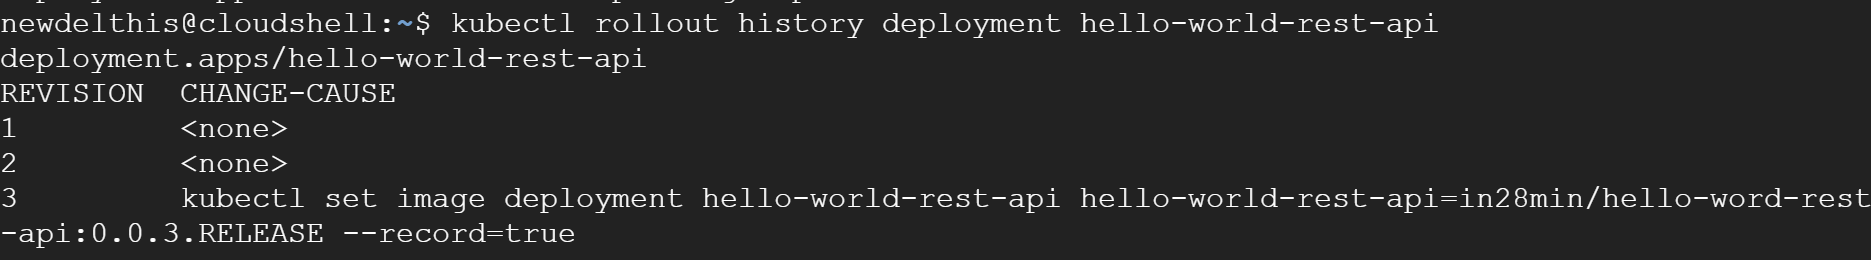 newdelthis@cloudshell:~$ kubectl rollout history deployment hello-world-rest-api
deployment.apps/hello-world-rest-api
REVISION  CHANGE-CAUSE
1         <none>
2         <none>
3         kubectl set image deployment hello-world-rest-api hello-world-rest-api=in28min/hello-word-rest
-api:0.0.3.RELEASE --record=true